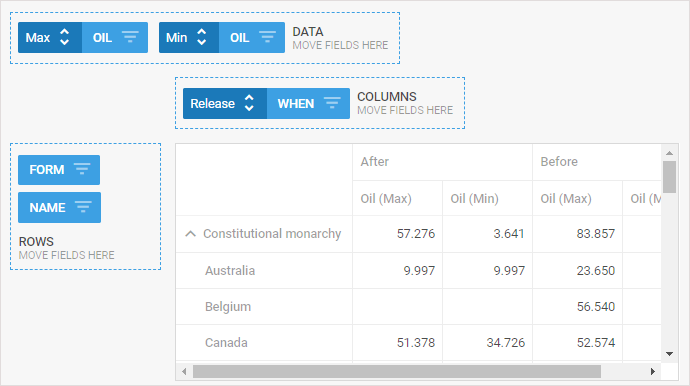 Max OIL Min OIL DATA
MOVE FIELDS HERE
Release WHEN COLUMNS
MOVE FIELDS HERE
FORM
NAME
ROWS
MOVE FIELDS HERE
After Before
Oil (Max) Oil (Min) Oil (Max) Oil (M
Constitutional monarchy 57.276 3.641 83.857
Australia 9.997 9.997 23.650
Belgium 56.540
Canada 51.378 34.726 52.574